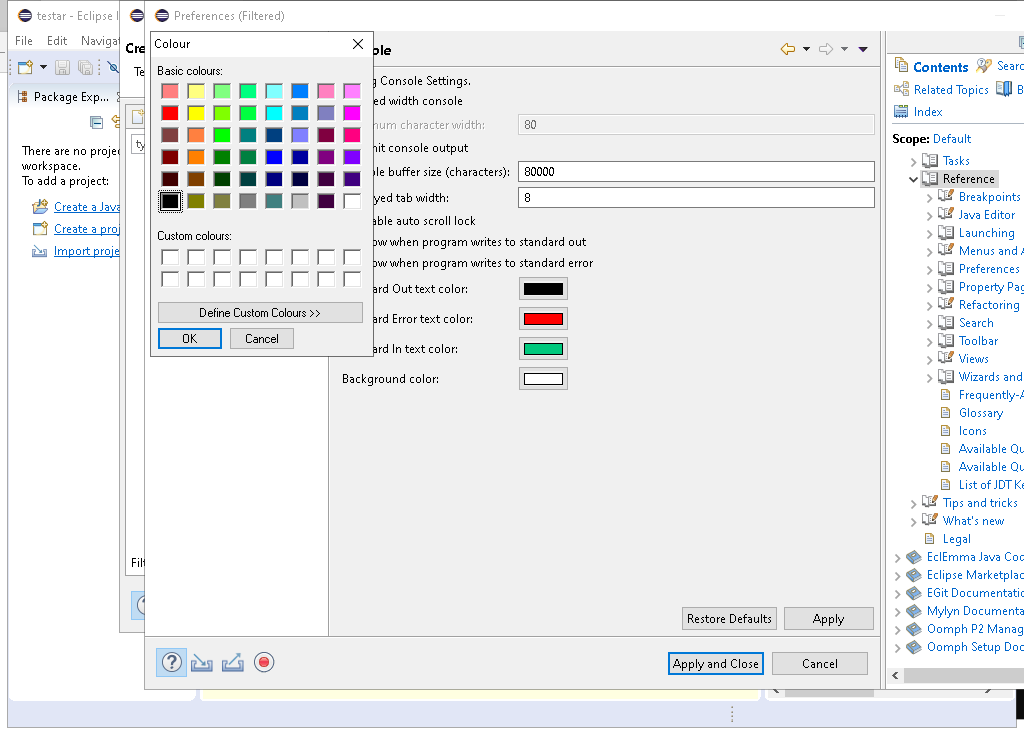 testar - Eclipse I
Preferences (Filtered)
File Edit Navigat
Package Exp...
There are no projec
workspace.
To add a project:
Create a Java
Create a proj
Import proje
Cre
Te
ty
Filt
Colour
Basic colours:
Custom colours:
Define Custom Colours >>
OK Cancel
ole
g Console Settings.
ed width console
num character width: 80
nit console output
le buffer size (characters): 80000
yed tab width: 8
able auto scroll lock
ow when program writes to standard out
ow when program writes to standard error
ard Out text color:
ard Error text color:
ard In text color:
Background color:
Restore Defaults Apply
Apply and Close Cancel
Contents Searc
Related Topics B
Index
Scope: Default
Tasks
Reference
Breakpoints
Java Editor
Launching
Menus and A
Preferences
Property Pag
Refactoring
Search
Toolbar
Views
Wizards and
Frequently-A
Glossary
Icons
Available Qu
Available Qu
List of JDT Ke
Tips and tricks
What's new
Legal
EclEmma Java Coo
Eclipse Marketplac
EGit Documentatio
Mylyn Documenta
Oomph P2 Manag
Oomph Setup Doc